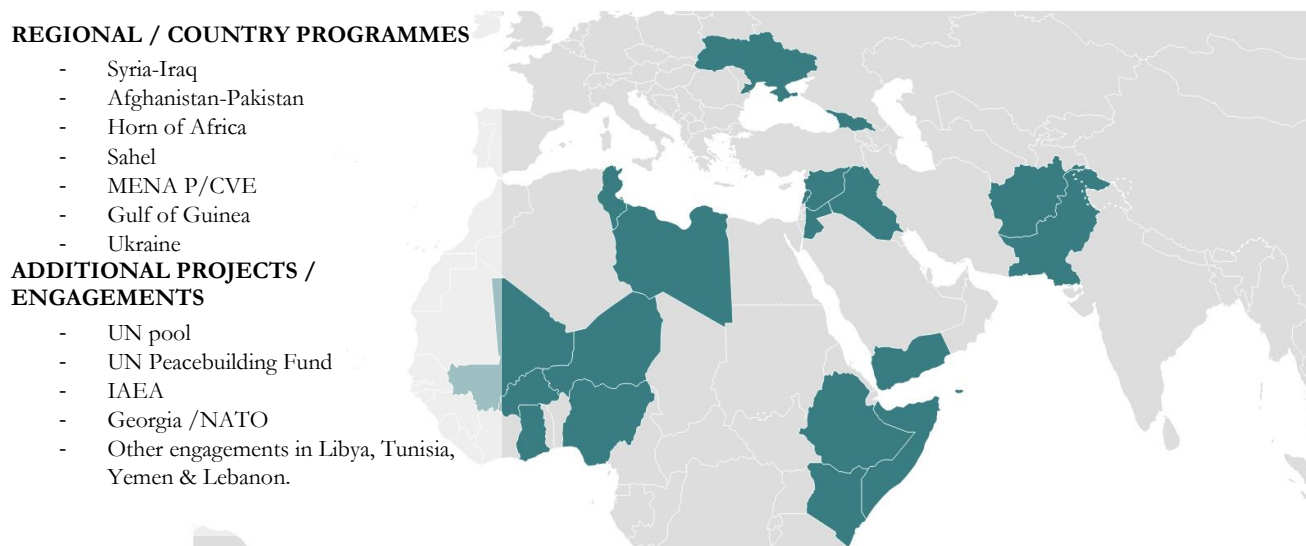 REGIONAL / COUNTRY PROGRAMMES
- Syria-Iraq
- Afghanistan-Pakistan
- Horn of Africa
- Sahel
- MENA P/CVE
- Gulf of Guinea
- Ukraine
ADDITIONAL PROJECTS /
ENGAGEMENTS
- UN pool
- UN Peacebuilding Fund
- IAEA
- Georgia /NATO
- Other engagements in Libya, Tunisia,
Yemen & Lebanon.